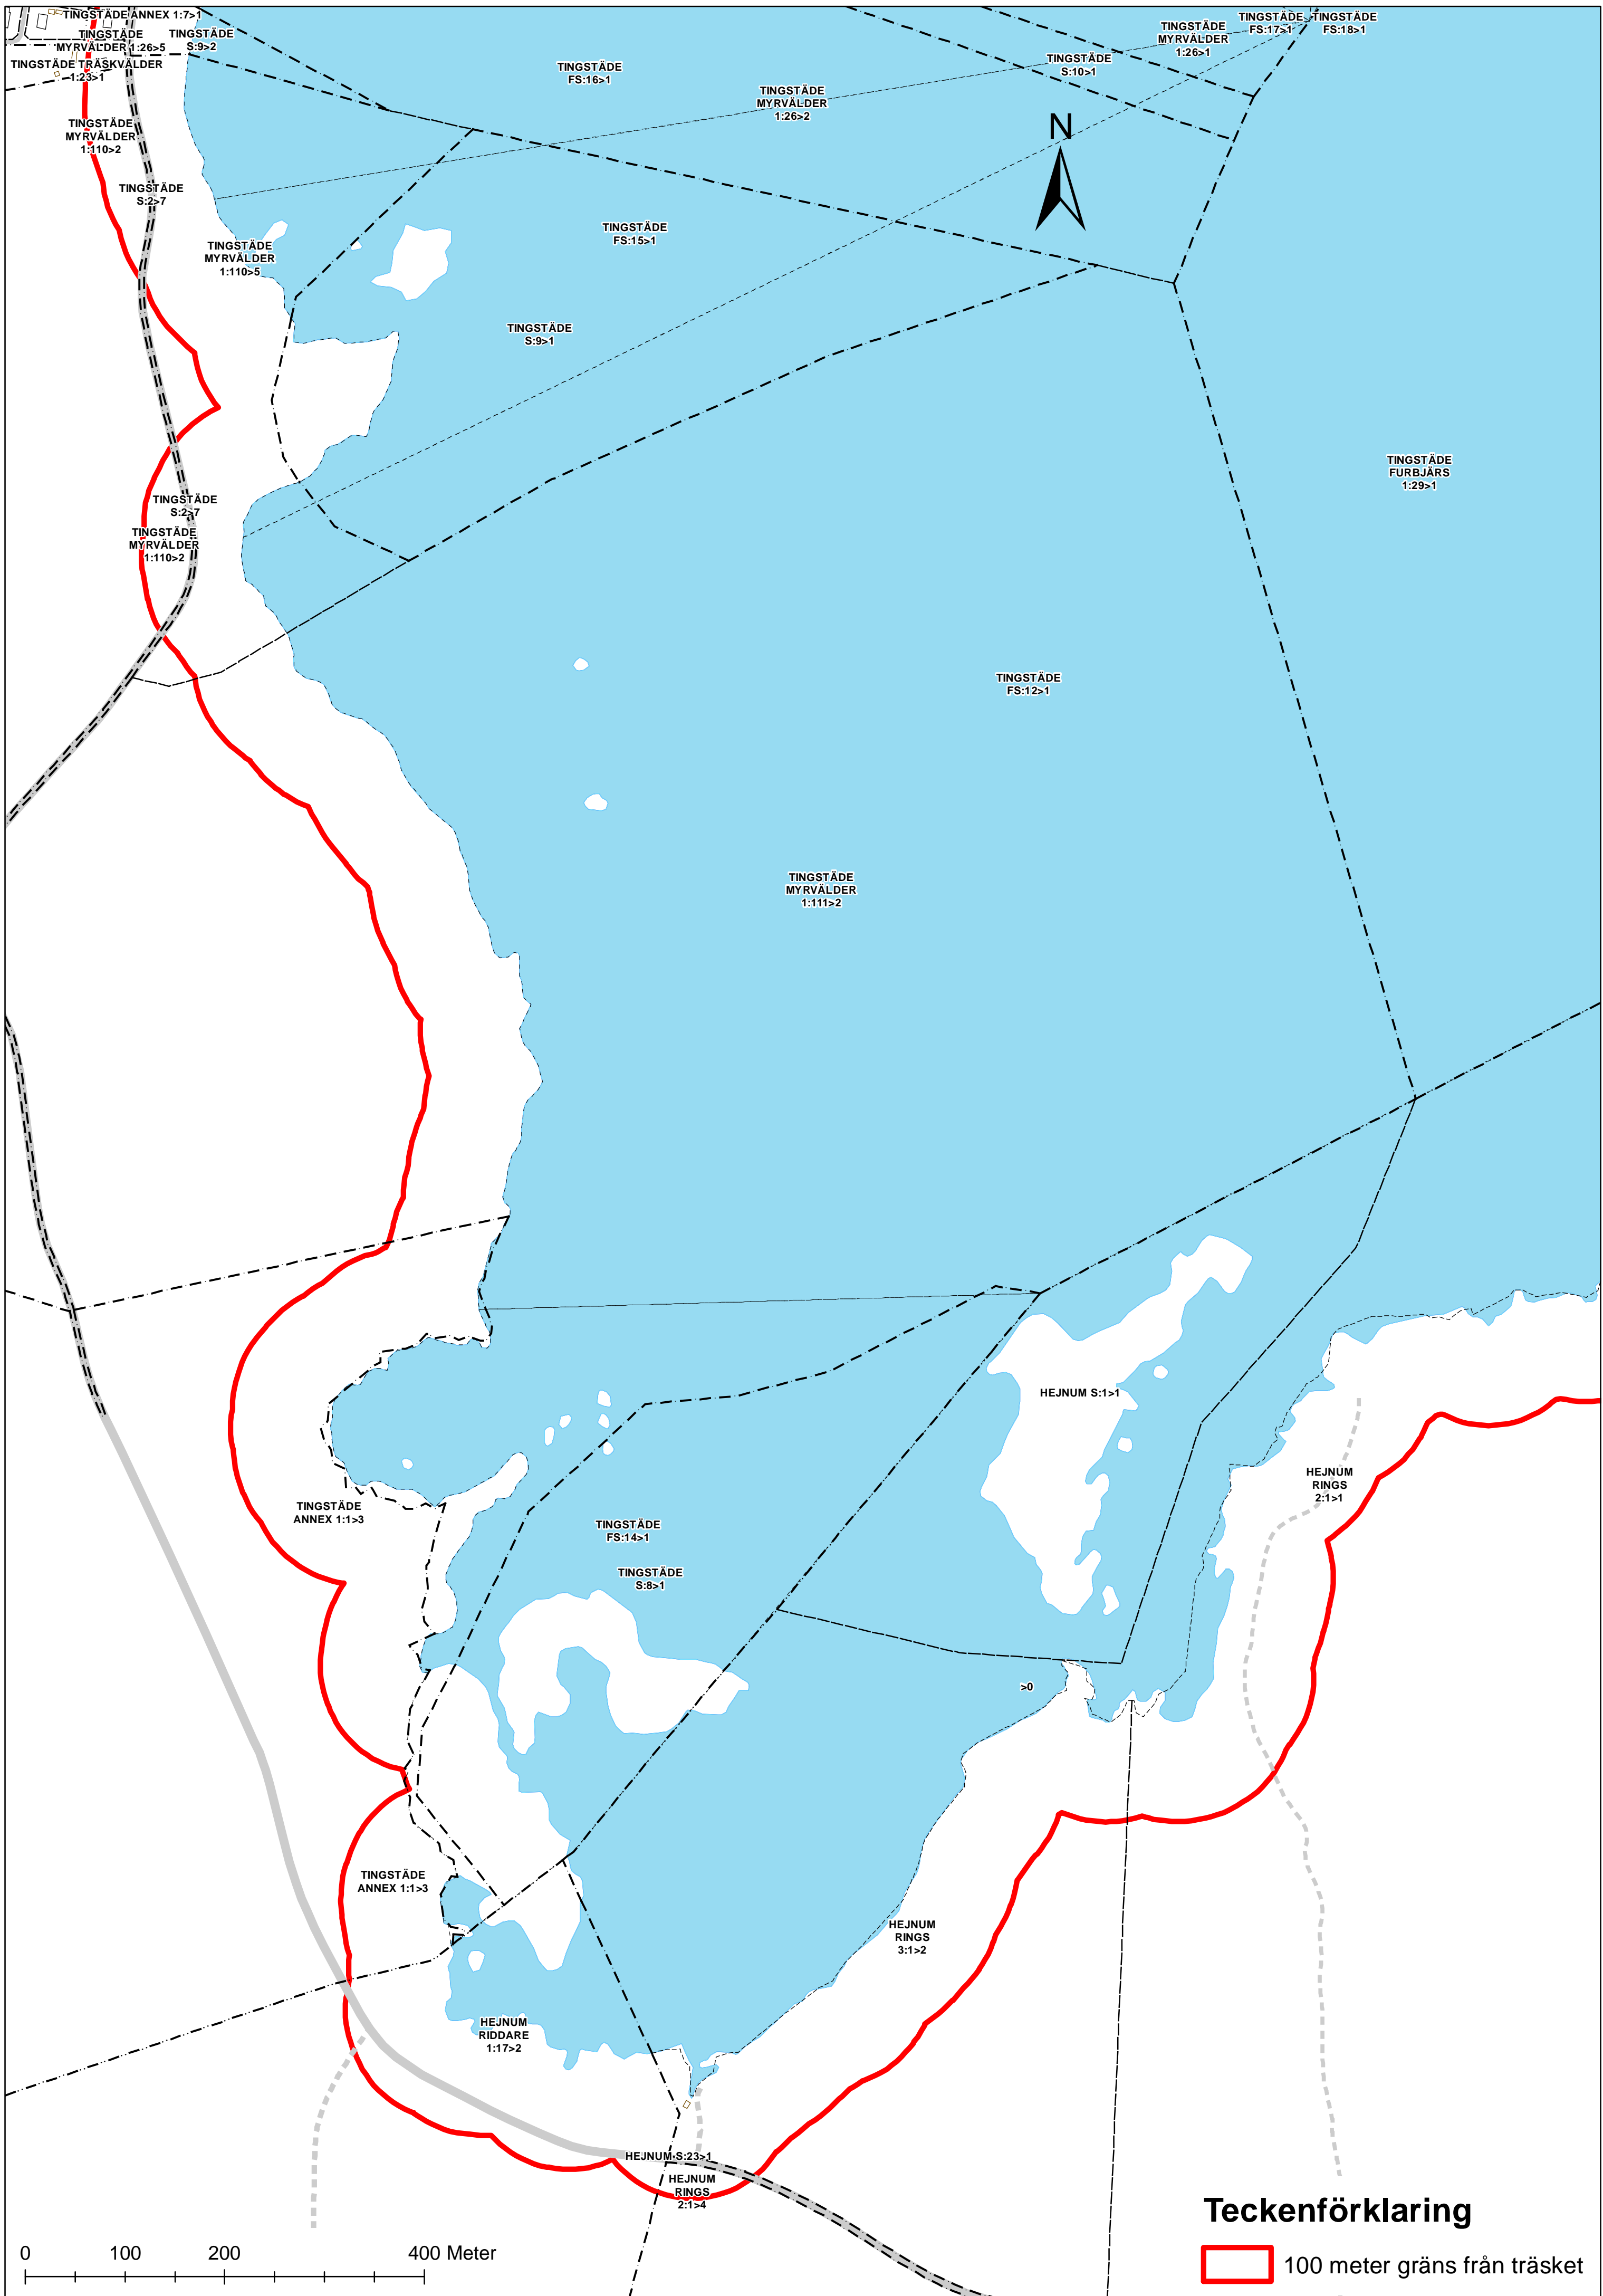 TINGSTÄDE ANNEX 1:7>1
TINGSTÄDE
MYRVÄLDER 1:26>5
TINGSTÄDE
S:9>2
TINGSTÄDE TRÄSKVÄLDER
1:23>1
TINGSTÄDE
FS:16>1
TINGSTÄDE
MYRVÄLDER
1:26>2
TINGSTÄDE
S:10>1
TINGSTÄDE
MYRVÄLDER
1:26>1
TINGSTÄDE
FS:17>1
TINGSTÄDE
FS:18>1
N
TINGSTÄDE
MYRVÄLDER
1:110>2
TINGSTÄDE
S:2>7
TINGSTÄDE
MYRVÄLDER
1:110>5
TINGSTÄDE
FS:15>1
TINGSTÄDE
S:9>1
TINGSTÄDE
FURBJÄRS
1:29>1
TINGSTÄDE
S:2>7
TINGSTÄDE
MYRVÄLDER
1:110>2
TINGSTÄDE
FS:12>1
TINGSTÄDE
MYRVÄLDER
1:111>2
HEJNUM S:1>1
HEJNUM
RINGS
2:1>1
TINGSTÄDE
ANNEX 1:1>3
TINGSTÄDE
FS:14>1
TINGSTÄDE
S:8>1
>0
TINGSTÄDE
ANNEX 1:1>3
HEJNUM
RINGS
3:1>2
HEJNUM
RIDDARE
1:17>2
HEJNUM S:23>1
HEJNUM
RINGS
2:1>4
Teckenförklaring
100 meter gräns från träsket
0 100 200 400 Meter